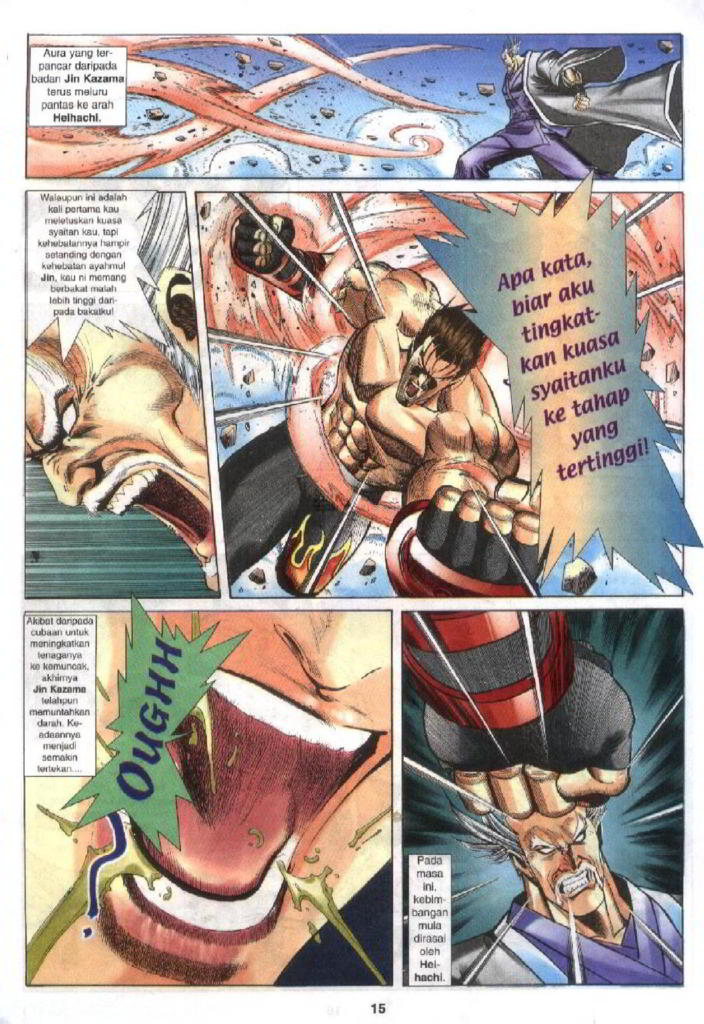 Aura yang ter-
pancar daripada
badan Jin Kazama
terus meluru
pantas ke arah
Heihachi.
Walaupun ini adalah
kali pertama kau
meletuskan kuasa
syaitan kau, tapi
kehebatannya hampir
setanding dengan
kehebatan ayahmu!
Jin, kau ni memang
berbakat malah
lebih tinggi dari-
pada bakatku!
Apa kata,
biar aku
tingkat-
kan kuasa
syaitanku
ke tahap
yang
tertinggi!
Akibat daripada
cubaan untuk
meningkatkan
tenaganya
ke kemuncak,
akhirnya
Jin Kazama
telahpun
memuntahkan
darah. Ke-
adaannya
menjadi
semakin
tertekan....
OUGHH
Pada
masa
ini,
kebim-
bangan
mula
dirasai
oleh
Hei-
hachi.
15